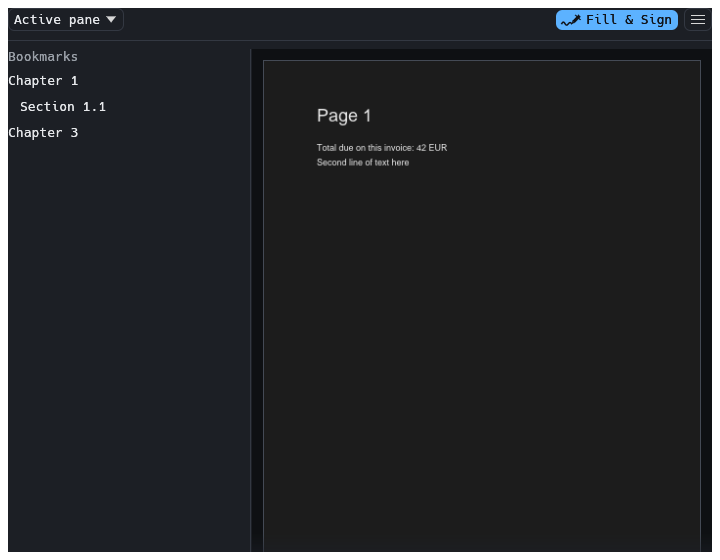 Active pane
Fill & Sign
Bookmarks
Chapter 1
Section 1.1
Chapter 3
Page 1
Total due on this invoice: 42 EUR
Second line of text here